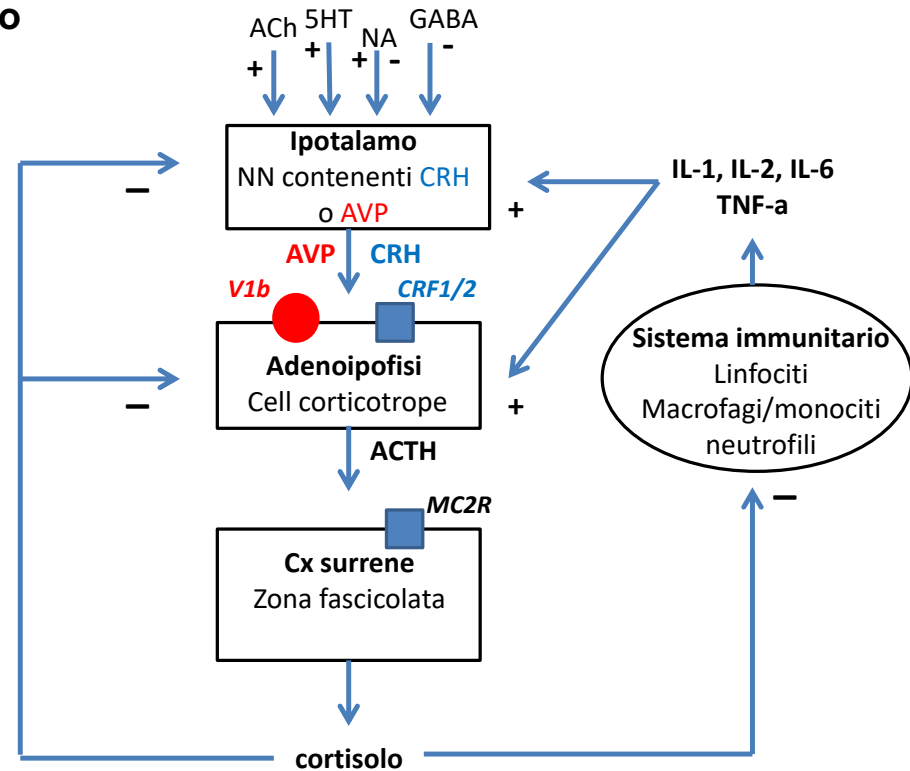 o
ACh 5HT NA GABA
+ + + - -
Ipotalamo
NN contenenti CRH
o AVP
–
+
IL-1, IL-2, IL-6
TNF-a
AVP CRH
V1b CRF1/2
Adenoipofisi
Cell corticotrope
–
+
Sistema immunitario
Linfociti
Macrofagi/monociti
neutrofili
ACTH
–
MC2R
Cx surrene
Zona fascicolata
cortisolo